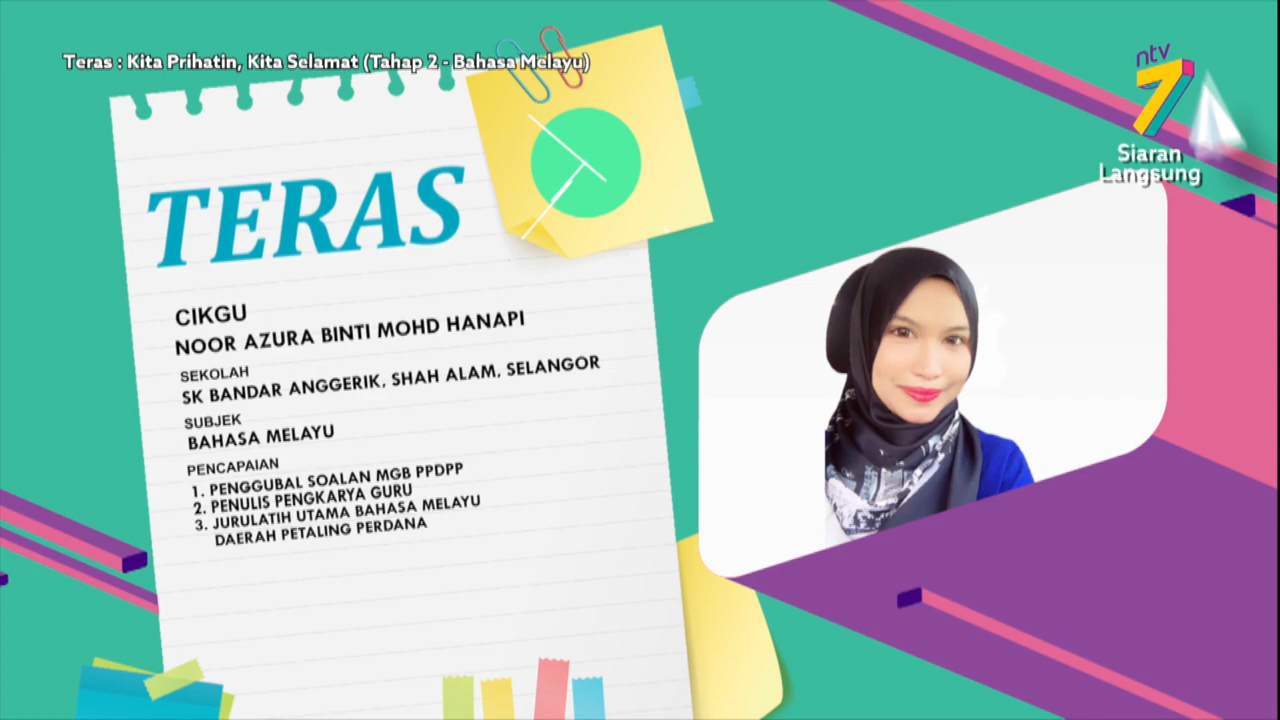 Teras : Kita Prihatin, Kita Selamat (Tahap 2 - Bahasa Melayu)
ntv
7
Siaran
Langsung
TERAS
CIKGU
NOOR AZURA BINTI MOHD HANAPI
SEKOLAH
SK BANDAR ANGGERIK, SHAH ALAM, SELANGOR
SUBJEK
BAHASA MELAYU
PENCAPAIAN
1. PENGGUBAL SOALAN MGB PPDPP
2. PENULIS PENGKARYA GURU
3. JURULATIH UTAMA BAHASA MELAYU
DAERAH PETALING PERDANA